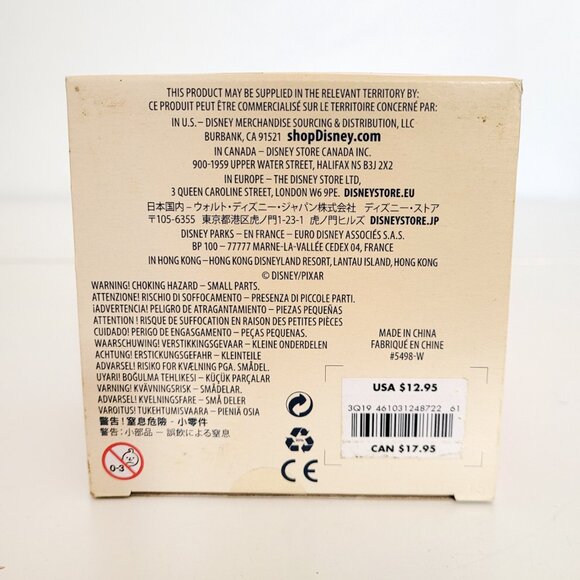 THIS PRODUCT MAY BE SUPPLIED IN THE RELEVANT TERRITORY BY:
CE PRODUIT PEUT ÊTRE COMMERCIALISÉ SUR LE TERRITOIRE CONCERNÉ PAR:
IN U.S. – DISNEY MERCHANDISE SOURCING & DISTRIBUTION, LLC
BURBANK, CA 91521 shopDisney.com
IN CANADA – DISNEY STORE CANADA INC.
900-1959 UPPER WATER STREET, HALIFAX NS B3J 2X2
IN EUROPE – THE DISNEY STORE LTD,
3 QUEEN CAROLINE STREET, LONDON W6 9PE. DISNEYSTORE.EU
日本国内 – ウォルト・ディズニー・ジャパン株式会社 ディズニー・ストア
〒105-6355 東京都港区虎ノ門1-23-1 虎ノ門ヒルズ DISNEYSTORE.JP
DISNEY PARKS – EN FRANCE – EURO DISNEY ASSOCIÉS S.A.S.
BP 100 – 77777 MARNE-LA-VALLÉE CEDEX 04, FRANCE
IN HONG KONG – HONG KONG DISNEYLAND RESORT, LANTAU ISLAND, HONG KONG
© DISNEY/PIXAR
WARNING! CHOKING HAZARD – SMALL PARTS.
ATTENZIONE! RISCHIO DI SOFFOCAMENTO – PRESENZA DI PICCOLE PARTI.
¡ADVERTENCIA! PELIGRO DE ATRAGANTAMIENTO – PIEZAS PEQUEÑAS
ATTENTION ! RISQUE DE SUFFOCATION EN RAISON DES PETITES PIÈCES
CUIDADO! PERIGO DE ENGASGAMENTO – PEÇAS PEQUENAS.
WAARSCHUWING! VERSTIKKINGSGEVAAR – KLEINE ONDERDELEN
ACHTUNG! ERSTICKUNGSGEFAHR – KLEINTEILE
ADVARSEL! RISIKO FOR KVÆLNING PGA. SMÅDEL.
UYARI! BOĞULMA TEHLIKESI – KÜÇÜK PARÇALAR
VARNING! KVÄVNINGSRISK – SMÅDELAR.
ADVARSEL! KVELNINGSFARE – SMÅ DELER
VAROITUS! TUKEHTUMISVAARA – PIENIÄ OSIA
警告!窒息危險 · 小零件
警告! 小部品 – 誤飲による窒息
MADE IN CHINA
FABRIQUÉ EN CHINE
#5498-W
USA $12.95
3Q19 461031248722 61
CAN $17.95
0-3
CE